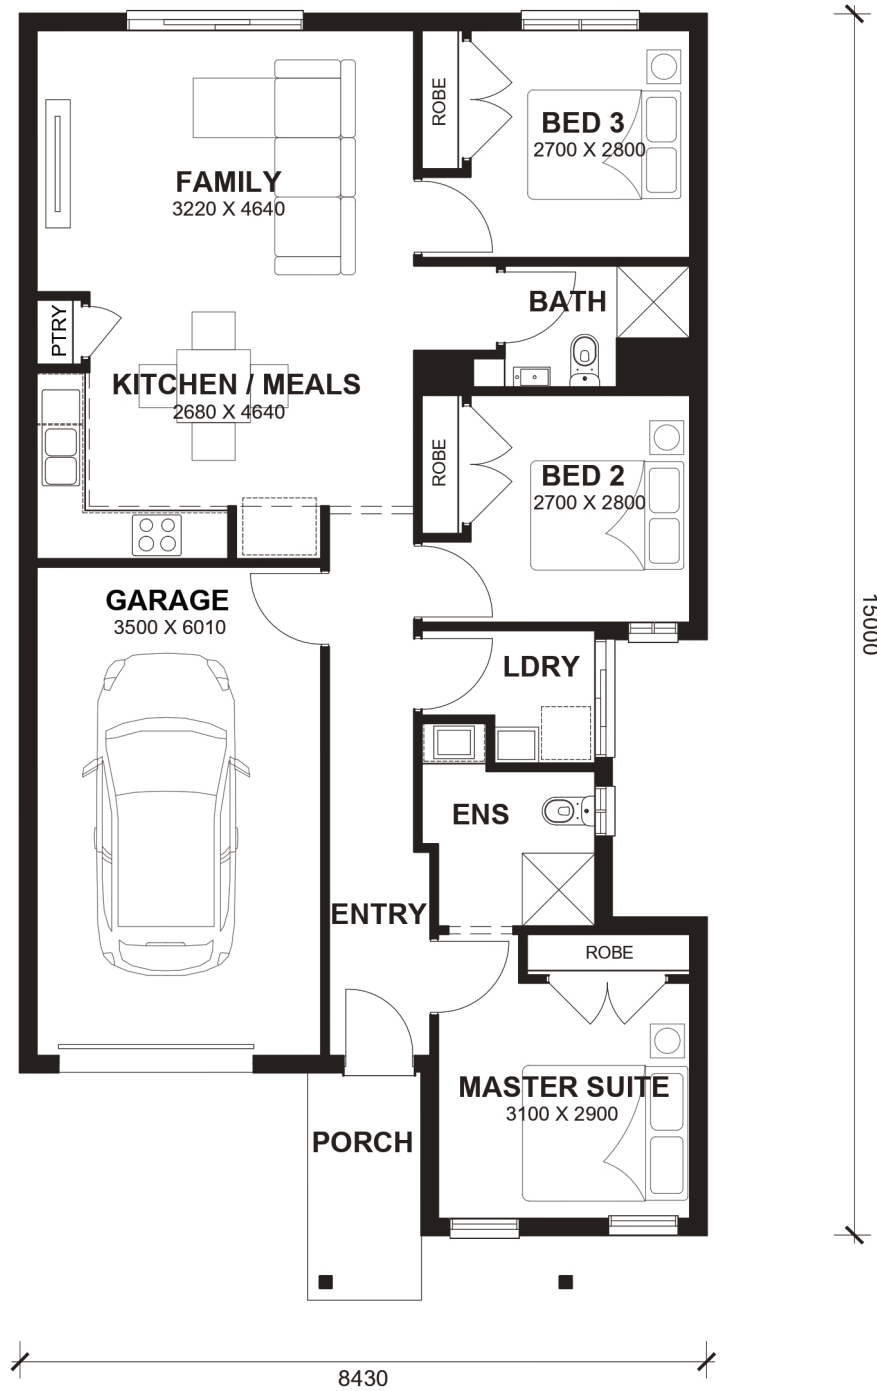 ROBE
BED 3
2700 X 2800
FAMILY
3220 X 4640
BATH
PTRY
KITCHEN / MEALS
2680 X 4640
ROBE
BED 2
2700 X 2800
GARAGE
3500 X 6010
15000
LDRY
ENS
ENTRY
ROBE
MASTER SUITE
3100 X 2900
PORCH
8430